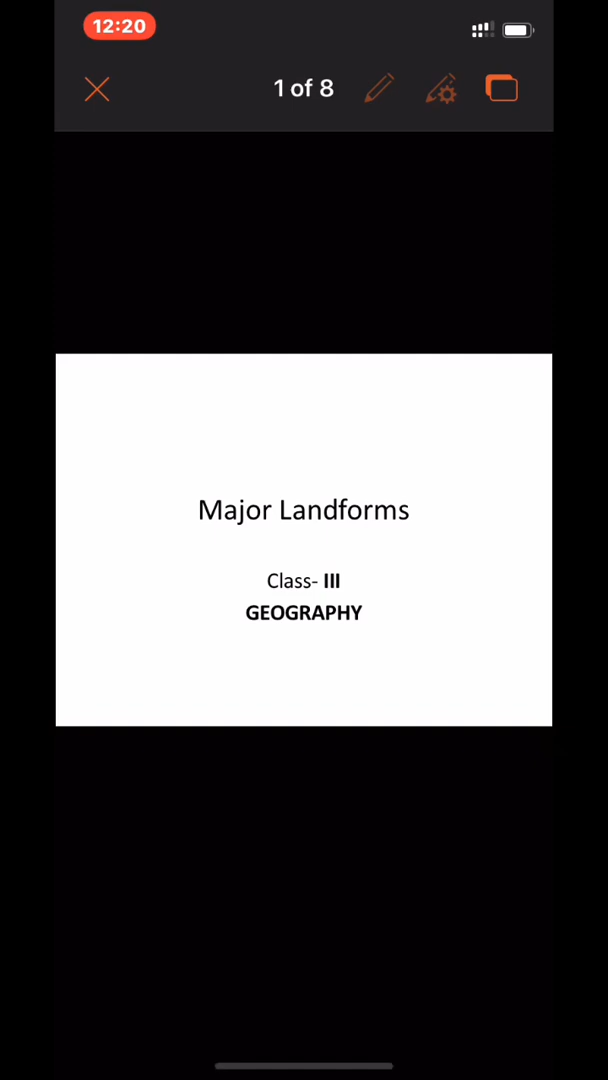 12:20
1 of 8
Major Landforms
Class- III
GEOGRAPHY